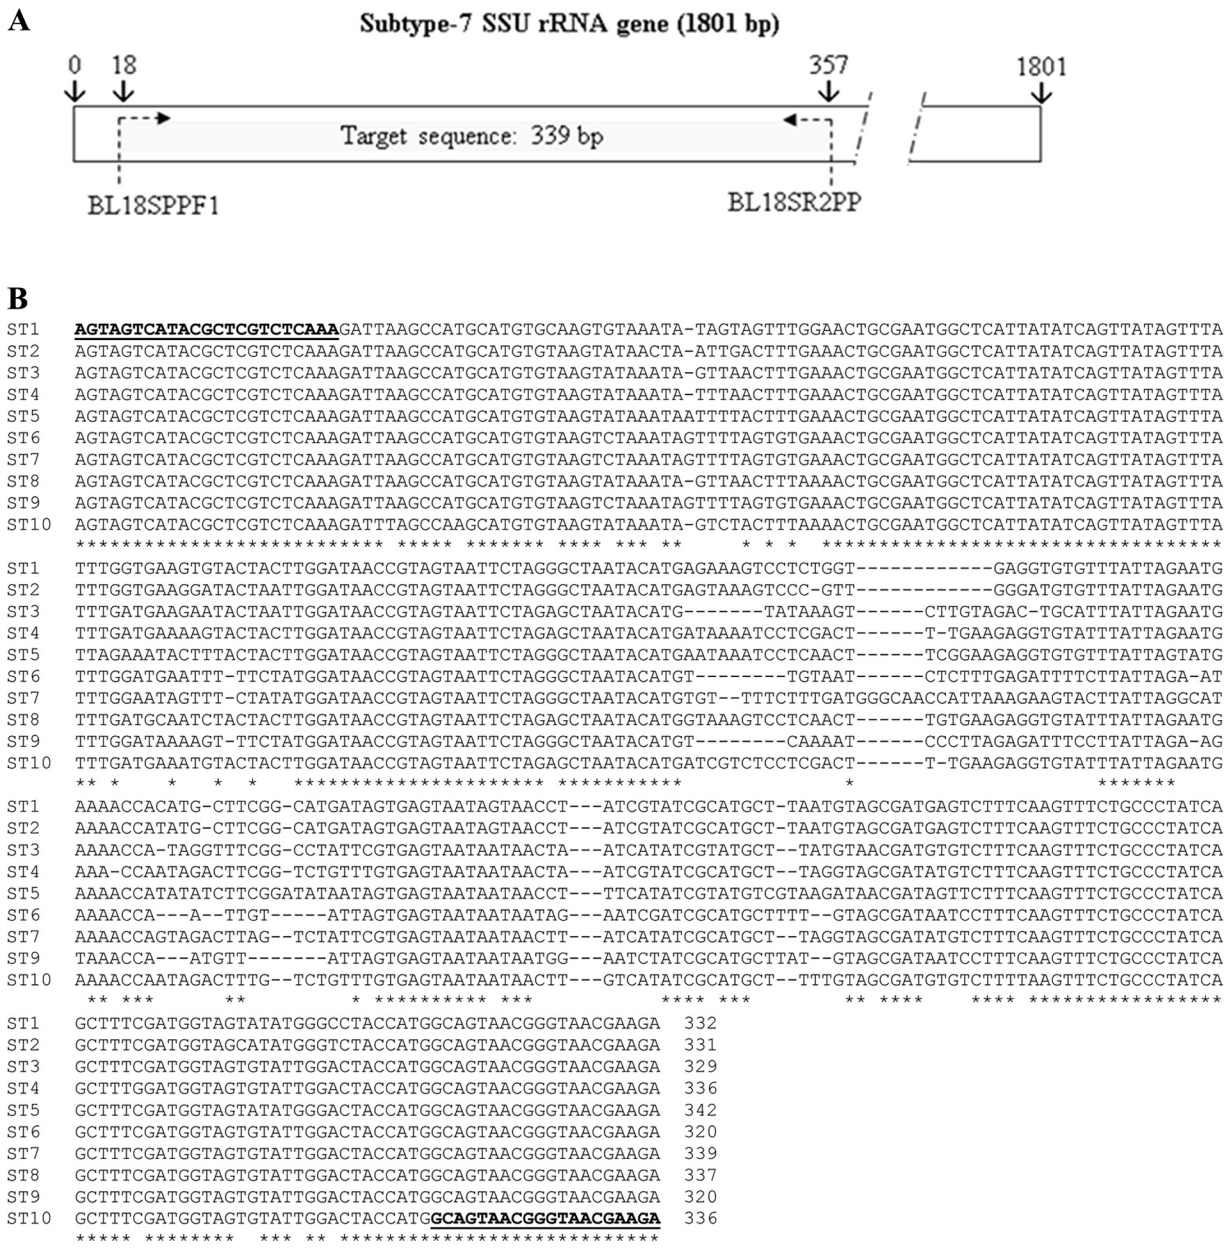 A
Subtype-7 SSU rRNA gene (1801 bp)
0 18 357 1801
Target sequence: 339 bp
BL18SPPF1 BL18SR2PP
B
ST1 AGTAGTCATACGCTCGTCTCAAAGATTAAGCCATGCATGTGCAAGTGTAAATA-TAGTAGTTTGGAACTGCGAATGGCTCATTATATCAGTTATAGTTTA
ST2 AGTAGTCATACGCTCGTCTCAAAGATTAAGCCATGCATGTGTAAGTATAACTA-ATTGACTTTGAAACTGCGAATGGCTCATTATATCAGTTATAGTTTA
ST3 AGTAGTCATACGCTCGTCTCAAAGATTAAGCCATGCATGTGTAAGTATAAATA-GTTAACTTTGAAACTGCGAATGGCTCATTATATCAGTTATAGTTTA
ST4 AGTAGTCATACGCTCGTCTCAAAGATTAAGCCATGCATGTGTAAGTATAAATA-TTTAACTTTGAAACTGCGAATGGCTCATTATATCAGTTATAGTTTA
ST5 AGTAGTCATACGCTCGTCTCAAAGATTAAGCCATGCATGTGTAAGTATAAATAATTTTACTTTGAAACTGCGAATGGCTCATTATATCAGTTATAGTTTA
ST6 AGTAGTCATACGCTCGTCTCAAAGATTAAGCCATGCATGTGTAAGTCTAAATAGTTTTAGTGTGAAACTGCGAATGGCTCATTATATCAGTTATAGTTTA
ST7 AGTAGTCATACGCTCGTCTCAAAGATTAAGCCATGCATGTGTAAGTCTAAATAGTTTTAGTGTGAAACTGCGAATGGCTCATTATATCAGTTATAGTTTA
ST8 AGTAGTCATACGCTCGTCTCAAAGATTAAGCCATGCATGTGTAAGTATAAATA-GTTAACTTTAAAACTGCGAATGGCTCATTATATCAGTTATAGTTTA
ST9 AGTAGTCATACGCTCGTCTCAAAGATTAAGCCATGCATGTGTAAGTCTAAATAGTTTTAGTGTGAAACTGCGAATGGCTCATTATATCAGTTATAGTTTA
ST10 AGTAGTCATACGCTCGTCTCAAAGATTTAGCCAAGCATGTGTAAGTATAAATA-GTCTACTTTAAAACTGCGAATGGCTCATTATATCAGTTATAGTTTA
*************************** ***** ******* **** *** ** * * * ***********************************
ST1 TTTGGTGAAGTGTACTACTTGGATAACCGTAGTAATTCTAGGGCTAATACATGAGAAAGTCCTCTGGT------------GAGGTGTGTTTATTAGAATG
ST2 TTTGGTGAAGGATACTAATTGGATAACCGTAGTAATTCTAGGGCTAATACATGAGTAAAGTCCC-GTT------------GGGATGTGTTTATTAGAATG
ST3 TTTGATGAAGAATACTACTTGGATAACCGTAGTAATTCTAGAGCTAATACATG-------TATAAAGT------CTTGTAGAC-TGCATTTATTAGAATG
ST4 TTTGATGAAAAGTACTACTTGGATAACCGTAGTAATTCTAGAGCTAATACATGATAAAATCCTCGACT------T-TGAAGAGGTGTATTTATTAGAATG
ST5 TTAGAAATACTTTACTACTTGGATAACCGTAGTAATTCTAGGGCTAATACATGAATAAATCCTCAACT------TCGGAAGAGGTGTGTTTATTAGTATG
ST6 TTTGGATGAATTT-TTCTATGGATAACCGTAGTAATTCTAGGGCTAATACATGT--------TGTAAT------CTCTTTGAGATTTTCTTATTAGA-AT
ST7 TTTGGAATAGTTT-CTATATGGATAACCGTAGTAATTCTAGGGCTAATACATGTGT--TTTCTTTGATGGGCAACCATTAAAGAAGTACTTATTAGGCAT
ST8 TTTGATGCAATCTACTACTTGGATAACCGTAGTAATTCTAGAGCTAATACATGGTAAAGTCCTCAACT------TGTGAAGAGGTGTATTTATTAGAATG
ST9 TTTGGATAAAAGT-TTCTATGGATAACCGTAGTAATTCTAGGGCTAATACATGT--------CAAAAT------CCCTTAGAGATTTCCTTATTAGA-AG
ST10 TTTGATGAAATGTACTACTTGGATAACCGTAGTAATTCTAGAGCTAATACATGATCGTCTCCTCGACT------T-TGAAGAGGTGTATTTATTAGAATG
** * * * * ********************** *********** * *******
ST1 AAAACCACATG-CTTCGG-CATGATAGTGAGTAATAGTAACCT---ATCGTATCGCATGCT-TAATGTAGCGATGAGTCTTTCAAGTTTCTGCCCTATCA
ST2 AAAACCATATG-CTTCGG-CATGATAGTGAGTAATAGTAACCT---ATCGTATCGCATGCT-TAATGTAGCGATGAGTCTTTCAAGTTTCTGCCCTATCA
ST3 AAAACCA-TAGGTTTCGG-CCTATTCGTGAGTAATAATAACTA---ATCATATCGTATGCT--TATGTAACGATGTGTCTTTCAAGTTTCTGCCCTATCA
ST4 AAA-CCAATAGACTTCGG-TCTGTTTGTGAGTAATAATAACTA---ATCGTATCGCATGCT--TAGGTAGCGATATGTCTTTCAAGTTTCTGCCCTATCA
ST5 AAAACCATATATCTTCGGATATAATAGTGAGTAATAATAACCT---TTCATATCGTATGTCGTAAGATAACGATAGTTCTTTCAAGTTTCTGCCCTATCA
ST6 AAAACCA---A--TTGT-----ATTAGTGAGTAATAATAATAG---AATCGATCGCATGCTTTT--GTAGCGATAATCCTTTCAAGTTTCTGCCCTATCA
ST7 AAAACCAGTAGACTTAG--TCTATTCGTGAGTAATAATAACTT---ATCATATCGCATGCT--TAGGTAGCGATATGTCTTTCAAGTTTCTGCCCTATCA
ST9 TAAACCA---ATGTT------ATTAGTGAGTAATAATAATGG---AATCTATCGCATGCTTAT--GTAGCGATAATCCTTTCAAGTTTCTGCCCTATCA
ST10 AAAACCAATAGACTTTG--TCTGTTTGTGAGTAATAATAACTT---GTCATATCGCATGCT--TTTGTAGCGATGTGTCTTTTAAGTTTCTGCCCTATCA
** *** ** * ********** *** **** *** ** **** **** *****************
ST1 GCTTTCGATGGTAGTATATGGGCCTACCATGGCAGTAACGGGTAACGAAGA 332
ST2 GCTTTCGATGGTAGCATATGGGTCTACCATGGCAGTAACGGGTAACGAAGA 331
ST3 GCTTTCGATGGTAGTGTATTGGACTACCATGGCAGTAACGGGTAACGAAGA 329
ST4 GCTTTGGATGGTAGTGTATTGGACTACCATGGCAGTAACGGGTAACGAAGA 336
ST5 GCTTTCGATGGTAGTATATGGGACTACCATGGCAGTAACGGGTAACGAAGA 342
ST6 GCTTTCGATGGTAGTGTATTGGACTACCATGGCAGTAACGGGTAACGAAGA 320
ST7 GCTTTCGATGGTAGTGTATTGGACTACCATGGCAGTAACGGGTAACGAAGA 339
ST8 GCTTTCGATGGTAGTGTATTGGACTACCATGGCAGTAACGGGTAACGAAGA 337
ST9 GCTTTCGATGGTAGTGTATTGGACTACCATGGCAGTAACGGGTAACGAAGA 320
ST10 GCTTTCGATGGTAGTGTATTGGACTACCATGGCAGTAACGGGTAACGAAGA 336
***** ******** *** ** *****************************